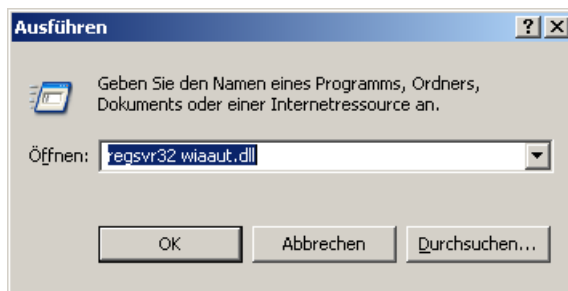 Ausführen
Geben Sie den Namen eines Programms, Ordners,
Dokuments oder einer Internetressource an.
Öffnen: regsvr32 wiaaut.dll
OK Abbrechen Durchsuchen...